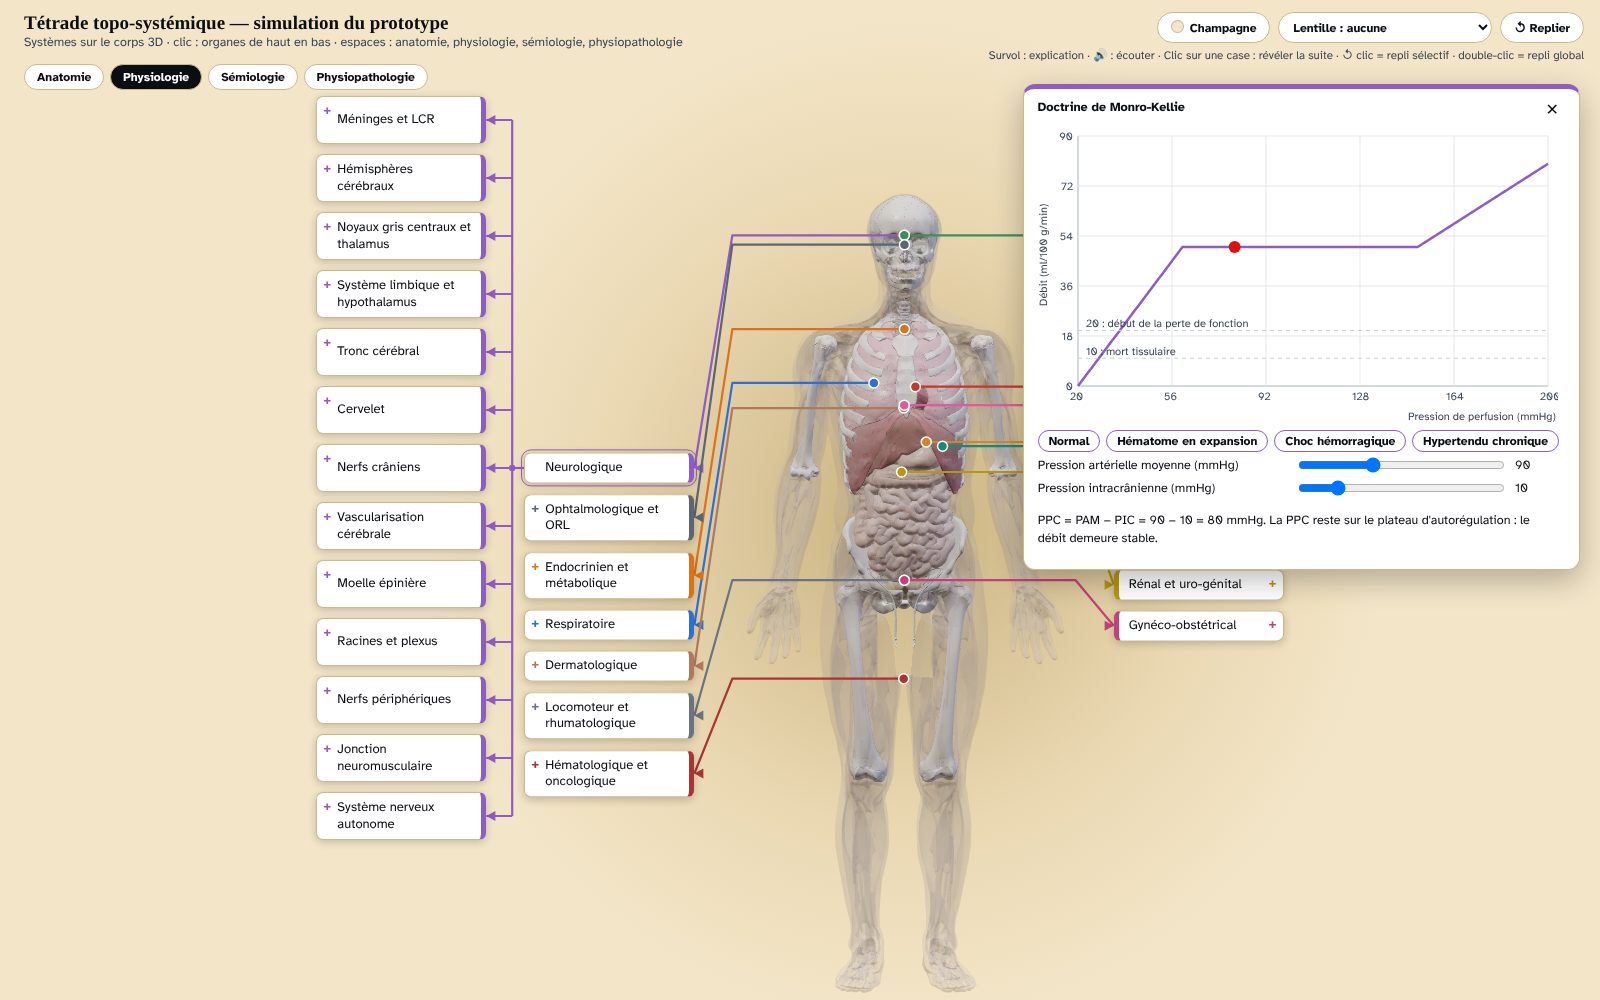 Tétrade topo-systémique — simulation du prototype
Systèmes sur le corps 3D · clic : organes de haut en bas · espaces : anatomie, physiologie, sémiologie, physiopathologie
Champagne
Lentille : aucune
↺ Replier
Survol : explication · 🔊 : écouter · Clic sur une case : révéler la suite · ↺ clic = repli sélectif · double-clic = repli global
Anatomie
Physiologie
Sémiologie
Physiopathologie
+ Méninges et LCR
+ Hémisphères
cérébraux
+ Noyaux gris centraux et
thalamus
+ Système limbique et
hypothalamus
+ Tronc cérébral
+ Cervelet
+ Nerfs crâniens
+ Vascularisation
cérébrale
+ Moelle épinière
+ Racines et plexus
+ Nerfs périphériques
+ Jonction
neuromusculaire
+ Système nerveux
autonome
Neurologique
+ Ophtalmologique et
ORL
+ Endocrinien et
métabolique
+ Respiratoire
+ Dermatologique
+ Locomoteur et
rhumatologique
+ Hématologique et
oncologique
Doctrine de Monro-Kellie
✕
90
72
54
36
18
0
Débit (ml/100 g/min)
20 : début de la perte de fonction
10 : mort tissulaire
20
56
92
128
164
200
Pression de perfusion (mmHg)
Normal
Hématome en expansion
Choc hémorragique
Hypertendu chronique
Pression artérielle moyenne (mmHg)
90
Pression intracrânienne (mmHg)
10
PPC = PAM − PIC = 90 − 10 = 80 mmHg. La PPC reste sur le plateau d'autorégulation : le
débit demeure stable.
Rénal et uro-génital +
Gynéco-obstétrical +